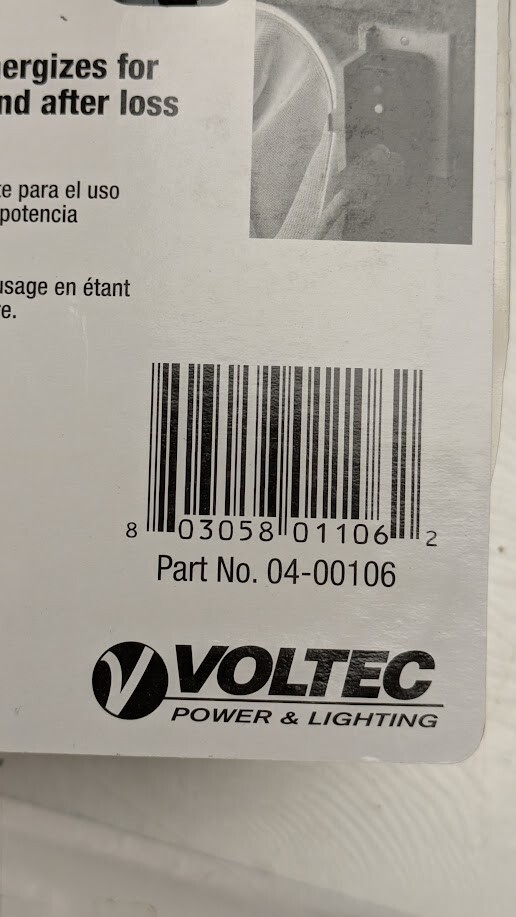 ergizes for
nd after loss
te para el uso
potencia
usage en étant
e.
8 03058 01106 2
Part No. 04-00106
V VOLTEC
POWER & LIGHTING